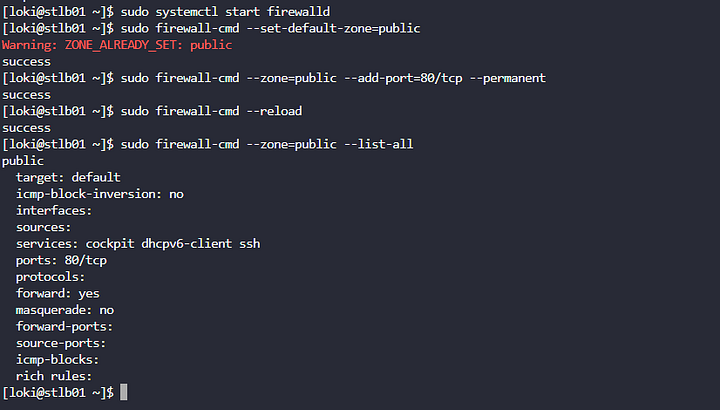 [loki@stlb01 ~]$ sudo systemctl start firewalld
[loki@stlb01 ~]$ sudo firewall-cmd --set-default-zone=public
Warning: ZONE_ALREADY_SET: public
success
[loki@stlb01 ~]$ sudo firewall-cmd --zone=public --add-port=80/tcp --permanent
success
[loki@stlb01 ~]$ sudo firewall-cmd --reload
success
[loki@stlb01 ~]$ sudo firewall-cmd --zone=public --list-all
public
  target: default
  icmp-block-inversion: no
  interfaces:
  sources:
  services: cockpit dhcpv6-client ssh
  ports: 80/tcp
  protocols:
  forward: yes
  masquerade: no
  forward-ports:
  source-ports:
  icmp-blocks:
  rich rules:
[loki@stlb01 ~]$